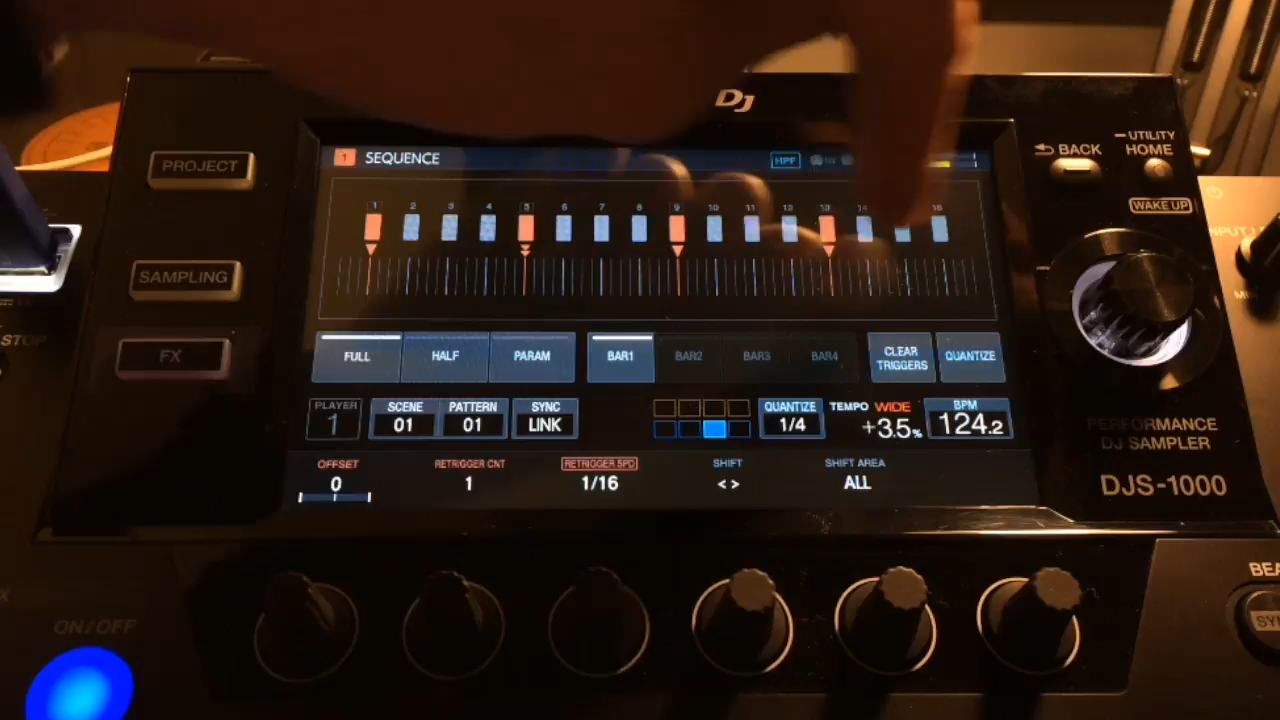 DJ
PROJECT
SAMPLING
FX
STOP
ON/OFF
1 SEQUENCE HPF
1 2 3 4 5 6 7 8 9 10 11 12 13 14 16
FULL HALF PARAM BAR1 BAR2 BAR3 BAR4 CLEAR TRIGGERS QUANTIZE
PLAYER 1 SCENE 01 PATTERN 01 SYNC LINK QUANTIZE 1/4 TEMPO WIDE +3.5% BPM 124.2
OFFSET RETRIGGER CNT RETRIGGER SPD SHIFT SHIFT AREA
0 1 1/16 < > ALL
BACK
UTILITY
HOME
WAKE UP
PERFORMANCE
DJ SAMPLER
DJS-1000